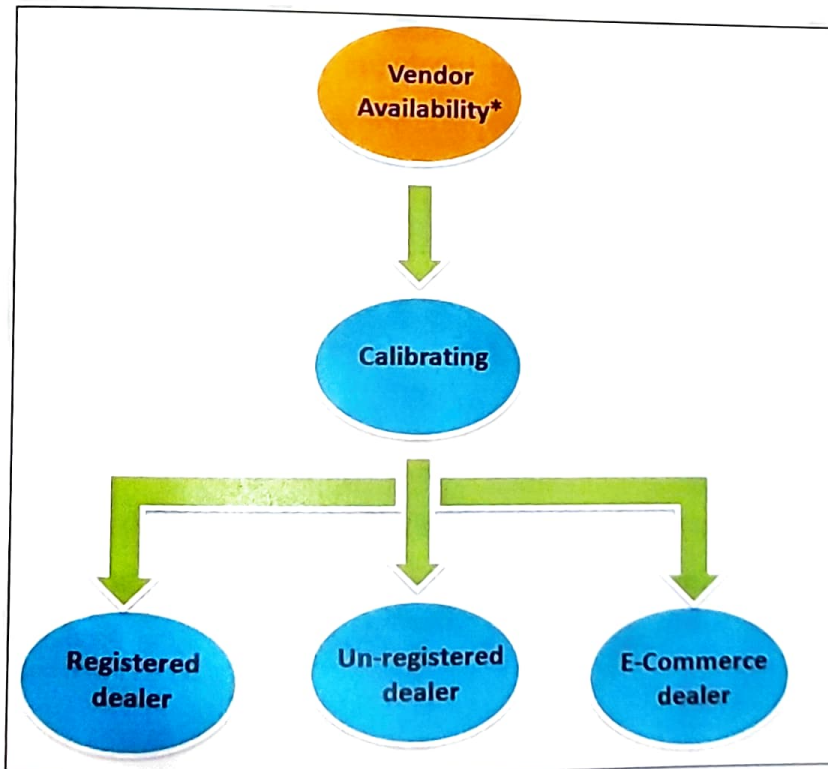 Vendor
Availability*
Calibrating
Registered
dealer
Un-registered
dealer
E-Commerce
dealer